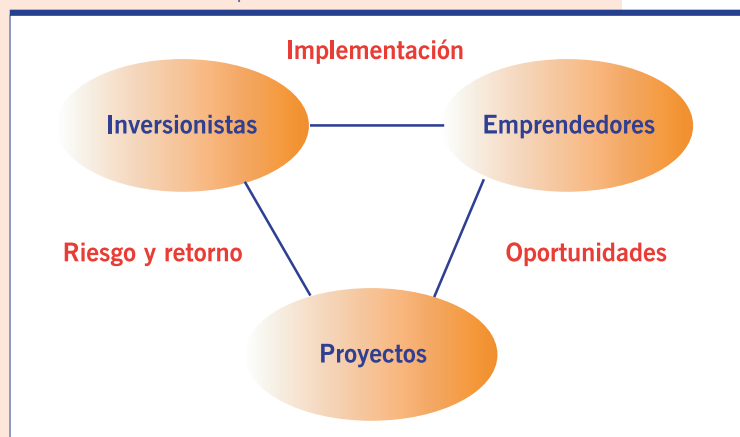 Implementación
Inversionistas
Emprendedores
Riesgo y retorno
Oportunidades
Proyectos